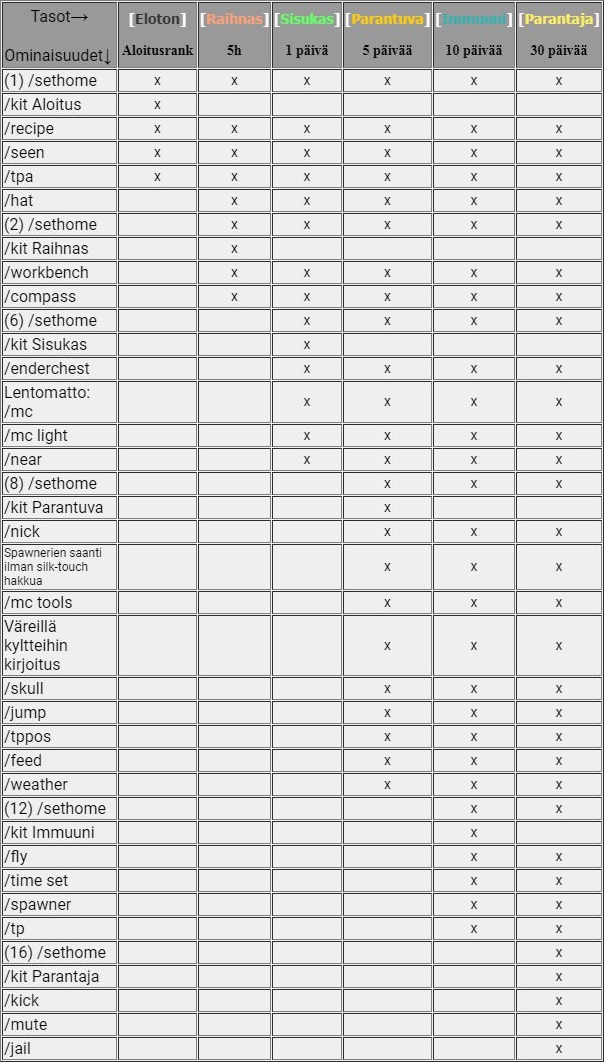 Tasot→ [Eloton] [Raihnas] [Sisukas] [Parantuva] [Immuuni] [Parantaja]
Ominaisuudet↓ Aloitusrank 5h 1 päivä 5 päivää 10 päivää 30 päivää
(1) /sethome x x x x x x
/kit Aloitus x
/recipe x x x x x x
/seen x x x x x x
/tpa x x x x x x
/hat x x x x x
(2) /sethome x x x x x
/kit Raihnas x
/workbench x x x x x
/compass x x x x x
(6) /sethome x x x x
/kit Sisukas x
/enderchest x x x x
Lentomatto:
/mc x x x x
/mc light x x x x
/near x x x x
(8) /sethome x x x
/kit Parantuva x
/nick x x x
Spawnerien saanti
ilman silk-touch x x x
hakkua
/mc tools x x x
Väreillä
kyltteihin x x x
kirjoitus
/skull x x x
/jump x x x
/tppos x x x
/feed x x x
/weather x x x
(12) /sethome x x
/kit Immuuni x
/fly x x
/time set x x
/spawner x x
/tp x x
(16) /sethome x
/kit Parantaja x
/kick x
/mute x
/jail x